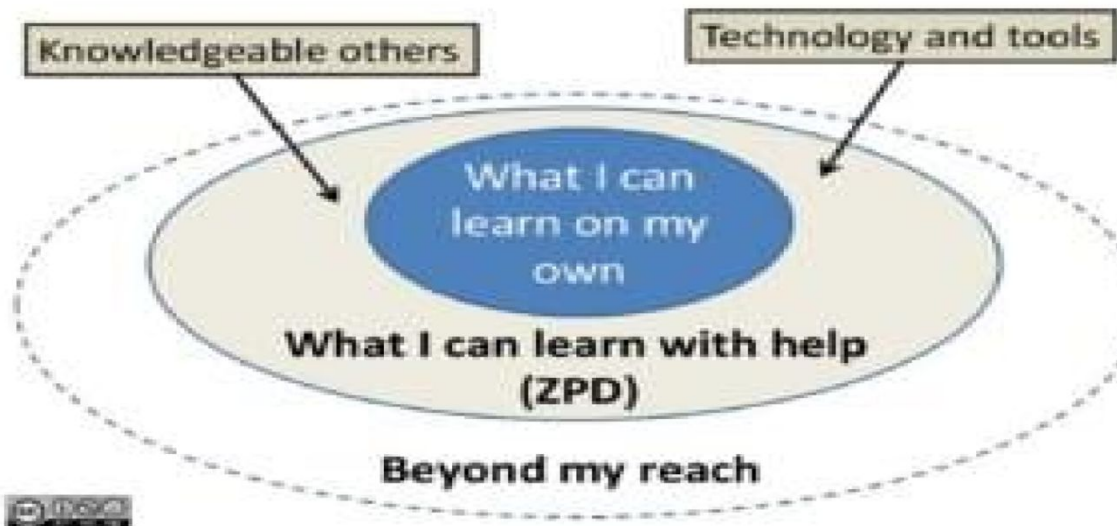 Knowledgeable others
Technology and tools
What I can
learn on my
own
What I can learn with help
(ZPD)
Beyond my reach